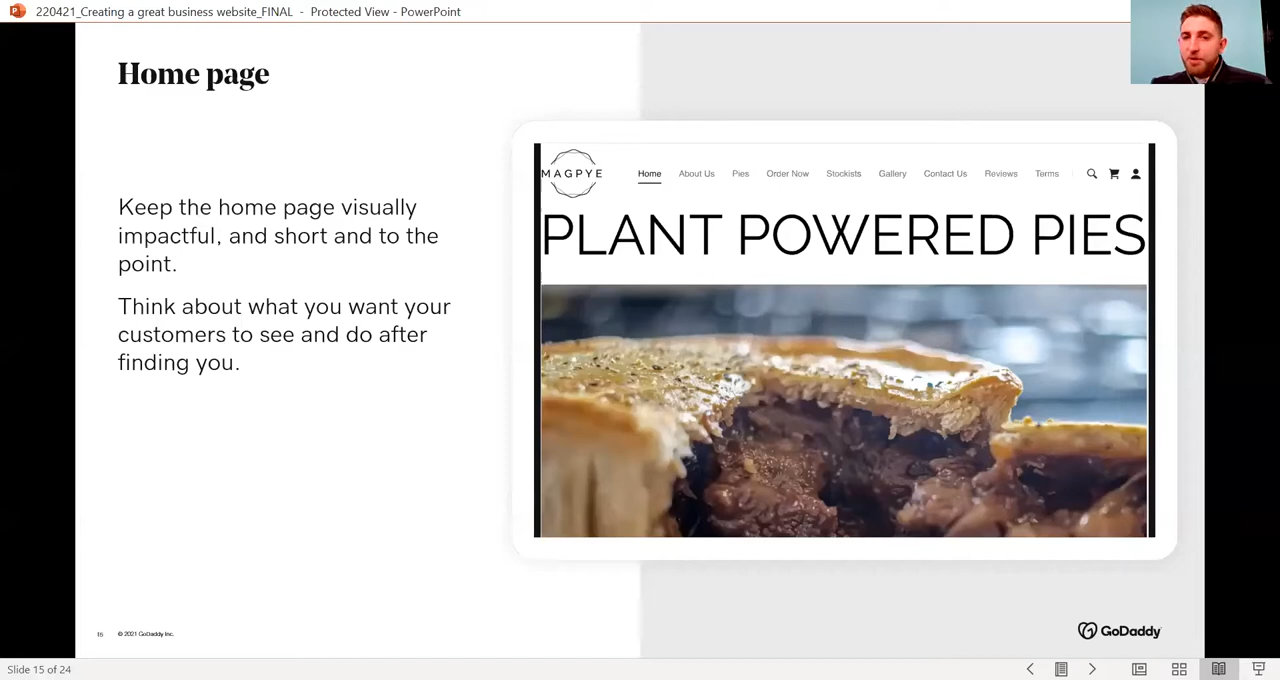 220421_Creating a great business website_FINAL - Protected View - PowerPoint
Home page
Keep the home page visually
impactful, and short and to the
point.
Think about what you want your
customers to see and do after
finding you.
MAGPYE
Home About Us Pies Order Now Stockists Gallery Contact Us Reviews Terms
PLANT POWERED PIES
15 © 2021 GoDaddy Inc.
GoDaddy
Slide 15 of 24